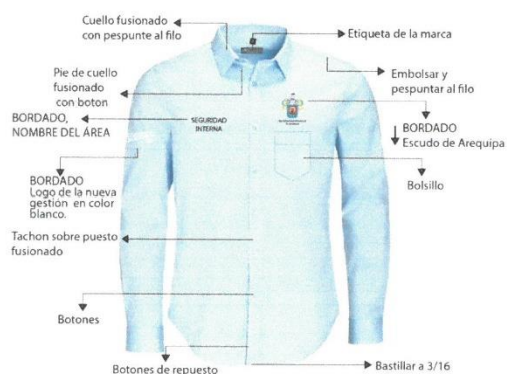 Cuello fusionado
con pespunte al filo
Etiqueta de la marca
Embolsar y
pespuntar al filo
Pie de cuello
fusionado
con boton
BORDADO,
NOMBRE DEL ÁREA
SEGURIDAD
INTERNA
BORDADO
Escudo de Arequipa
BORDADO
Logo de la nueva
gestión en color
blanco.
Bolsillo
Tachon sobre puesto
fusionado
Botones
Botones de repuesto
Bastillar a 3/16